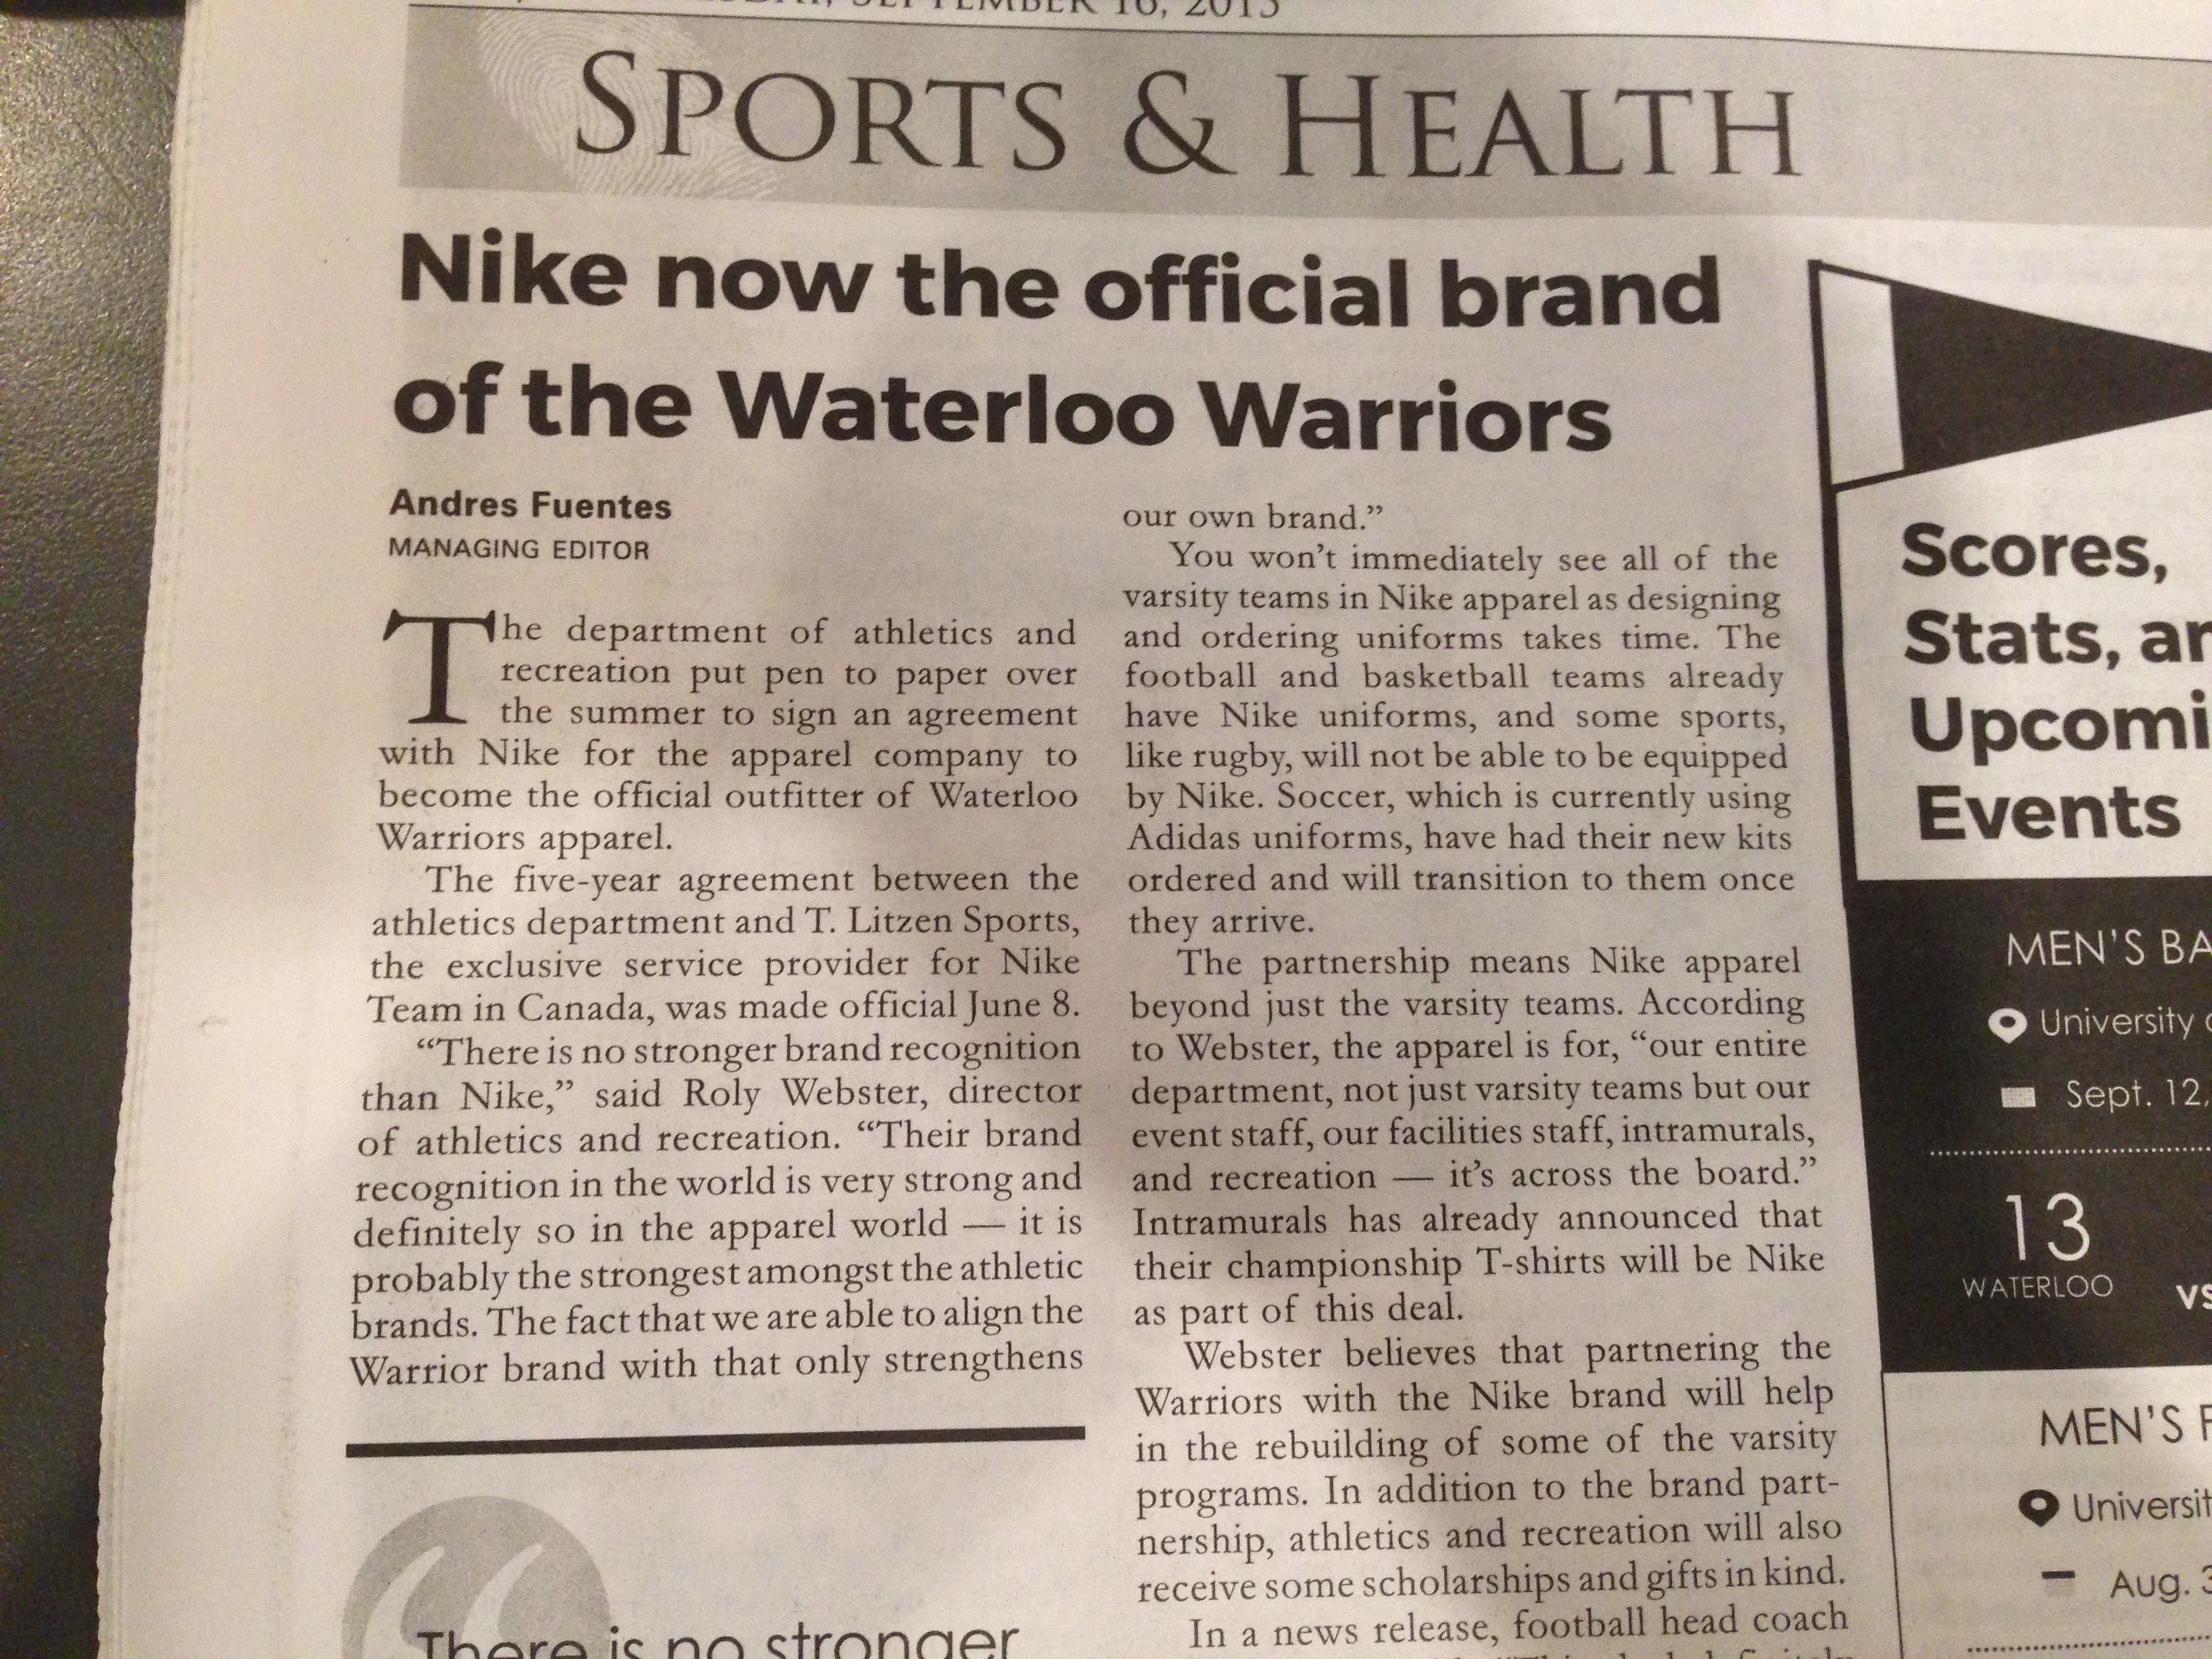 SEPTEMBER 16, 2015
SPORTS & HEALTH
Nike now the official brand
of the Waterloo Warriors
Andres Fuentes
MANAGING EDITOR
The department of athletics and
recreation put pen to paper over
the summer to sign an agreement
with Nike for the apparel company to
become the official outfitter of Waterloo
Warriors apparel.
The five-year agreement between the
athletics department and T. Litzen Sports,
the exclusive service provider for Nike
Team in Canada, was made official June 8.
“There is no stronger brand recognition
than Nike,” said Roly Webster, director
of athletics and recreation. “Their brand
recognition in the world is very strong and
definitely so in the apparel world — it is
probably the strongest amongst the athletic
brands. The fact that we are able to align the
Warrior brand with that only strengthens
There is no stronger
our own brand.”
You won’t immediately see all of the
varsity teams in Nike apparel as designing
and ordering uniforms takes time. The
football and basketball teams already
have Nike uniforms, and some sports,
like rugby, will not be able to be equipped
by Nike. Soccer, which is currently using
Adidas uniforms, have had their new kits
ordered and will transition to them once
they arrive.
The partnership means Nike apparel
beyond just the varsity teams. According
to Webster, the apparel is for, “our entire
department, not just varsity teams but our
event staff, our facilities staff, intramurals,
and recreation — it’s across the board.”
Intramurals has already announced that
their championship T-shirts will be Nike
as part of this deal.
Webster believes that partnering the
Warriors with the Nike brand will help
in the rebuilding of some of the varsity
programs. In addition to the brand part-
nership, athletics and recreation will also
receive some scholarships and gifts in kind.
In a news release, football head coach
Scores,
Stats,
Events
MEN’S
University
Sept. 12,
13
WATERLOO
vs
MEN’S
Aug.